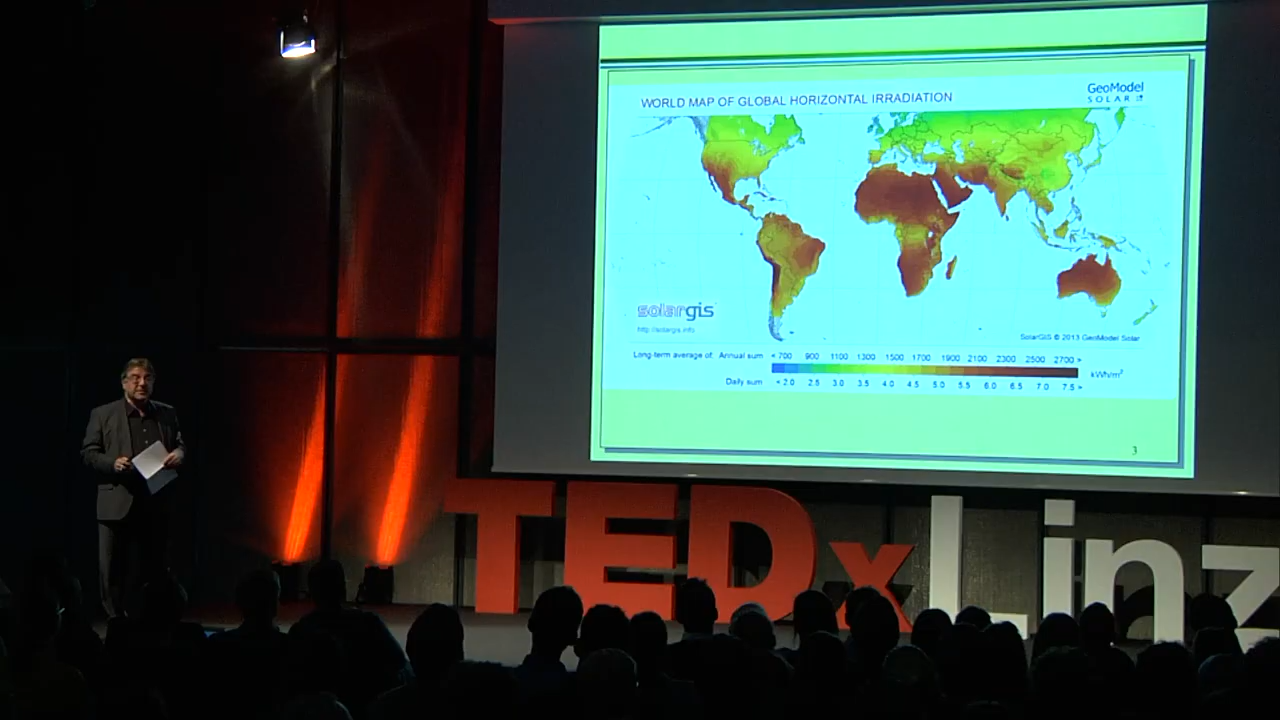 WORLD MAP OF GLOBAL HORIZONTAL IRRADIATION
GeoModel
SOLAR
solargis
http://solargis.info
SolarGIS © 2013 GeoModel Solar
Long-term average of: Annual sum < 700 900 1100 1300 1500 1700 1900 2100 2300 2500 2700 >
kWh/m²
Daily sum < 2.0 2.5 3.0 3.5 4.0 4.5 5.0 5.5 6.0 6.5 7.0 7.5 >
3
TEDxLinz